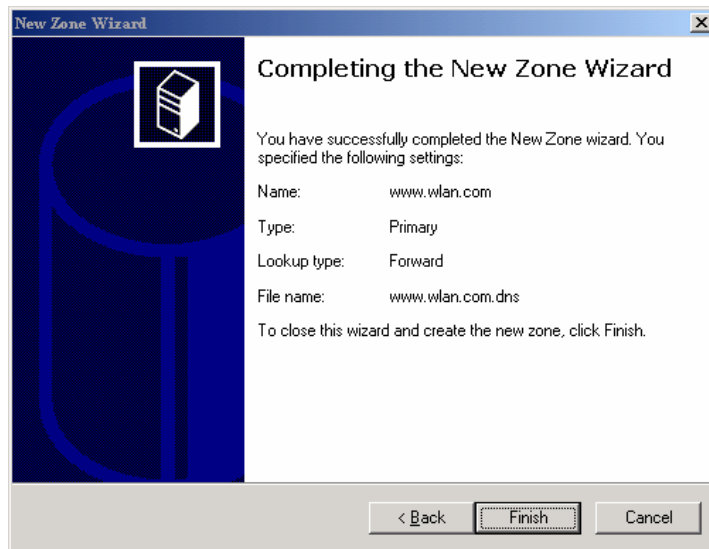 New Zone Wizard
Completing the New Zone Wizard
You have successfully completed the New Zone wizard. You
specified the following settings:
Name: www.wlan.com
Type: Primary
Lookup type: Forward
File name: www.wlan.com.dns
To close this wizard and create the new zone, click Finish.
< Back Finish Cancel